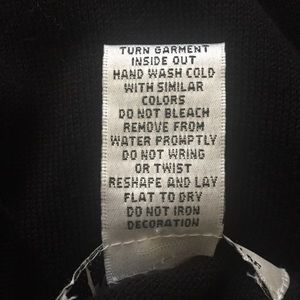 TURN GARMENT
INSIDE OUT
HAND WASH COLD
WITH SIMILAR
COLORS
DO NOT BLEACH
REMOVE FROM
WATER PROMPTLY
DO NOT WRING
OR TWIST
RESHAPE AND LAY
FLAT TO DRY
DO NOT IRON
DECORATION